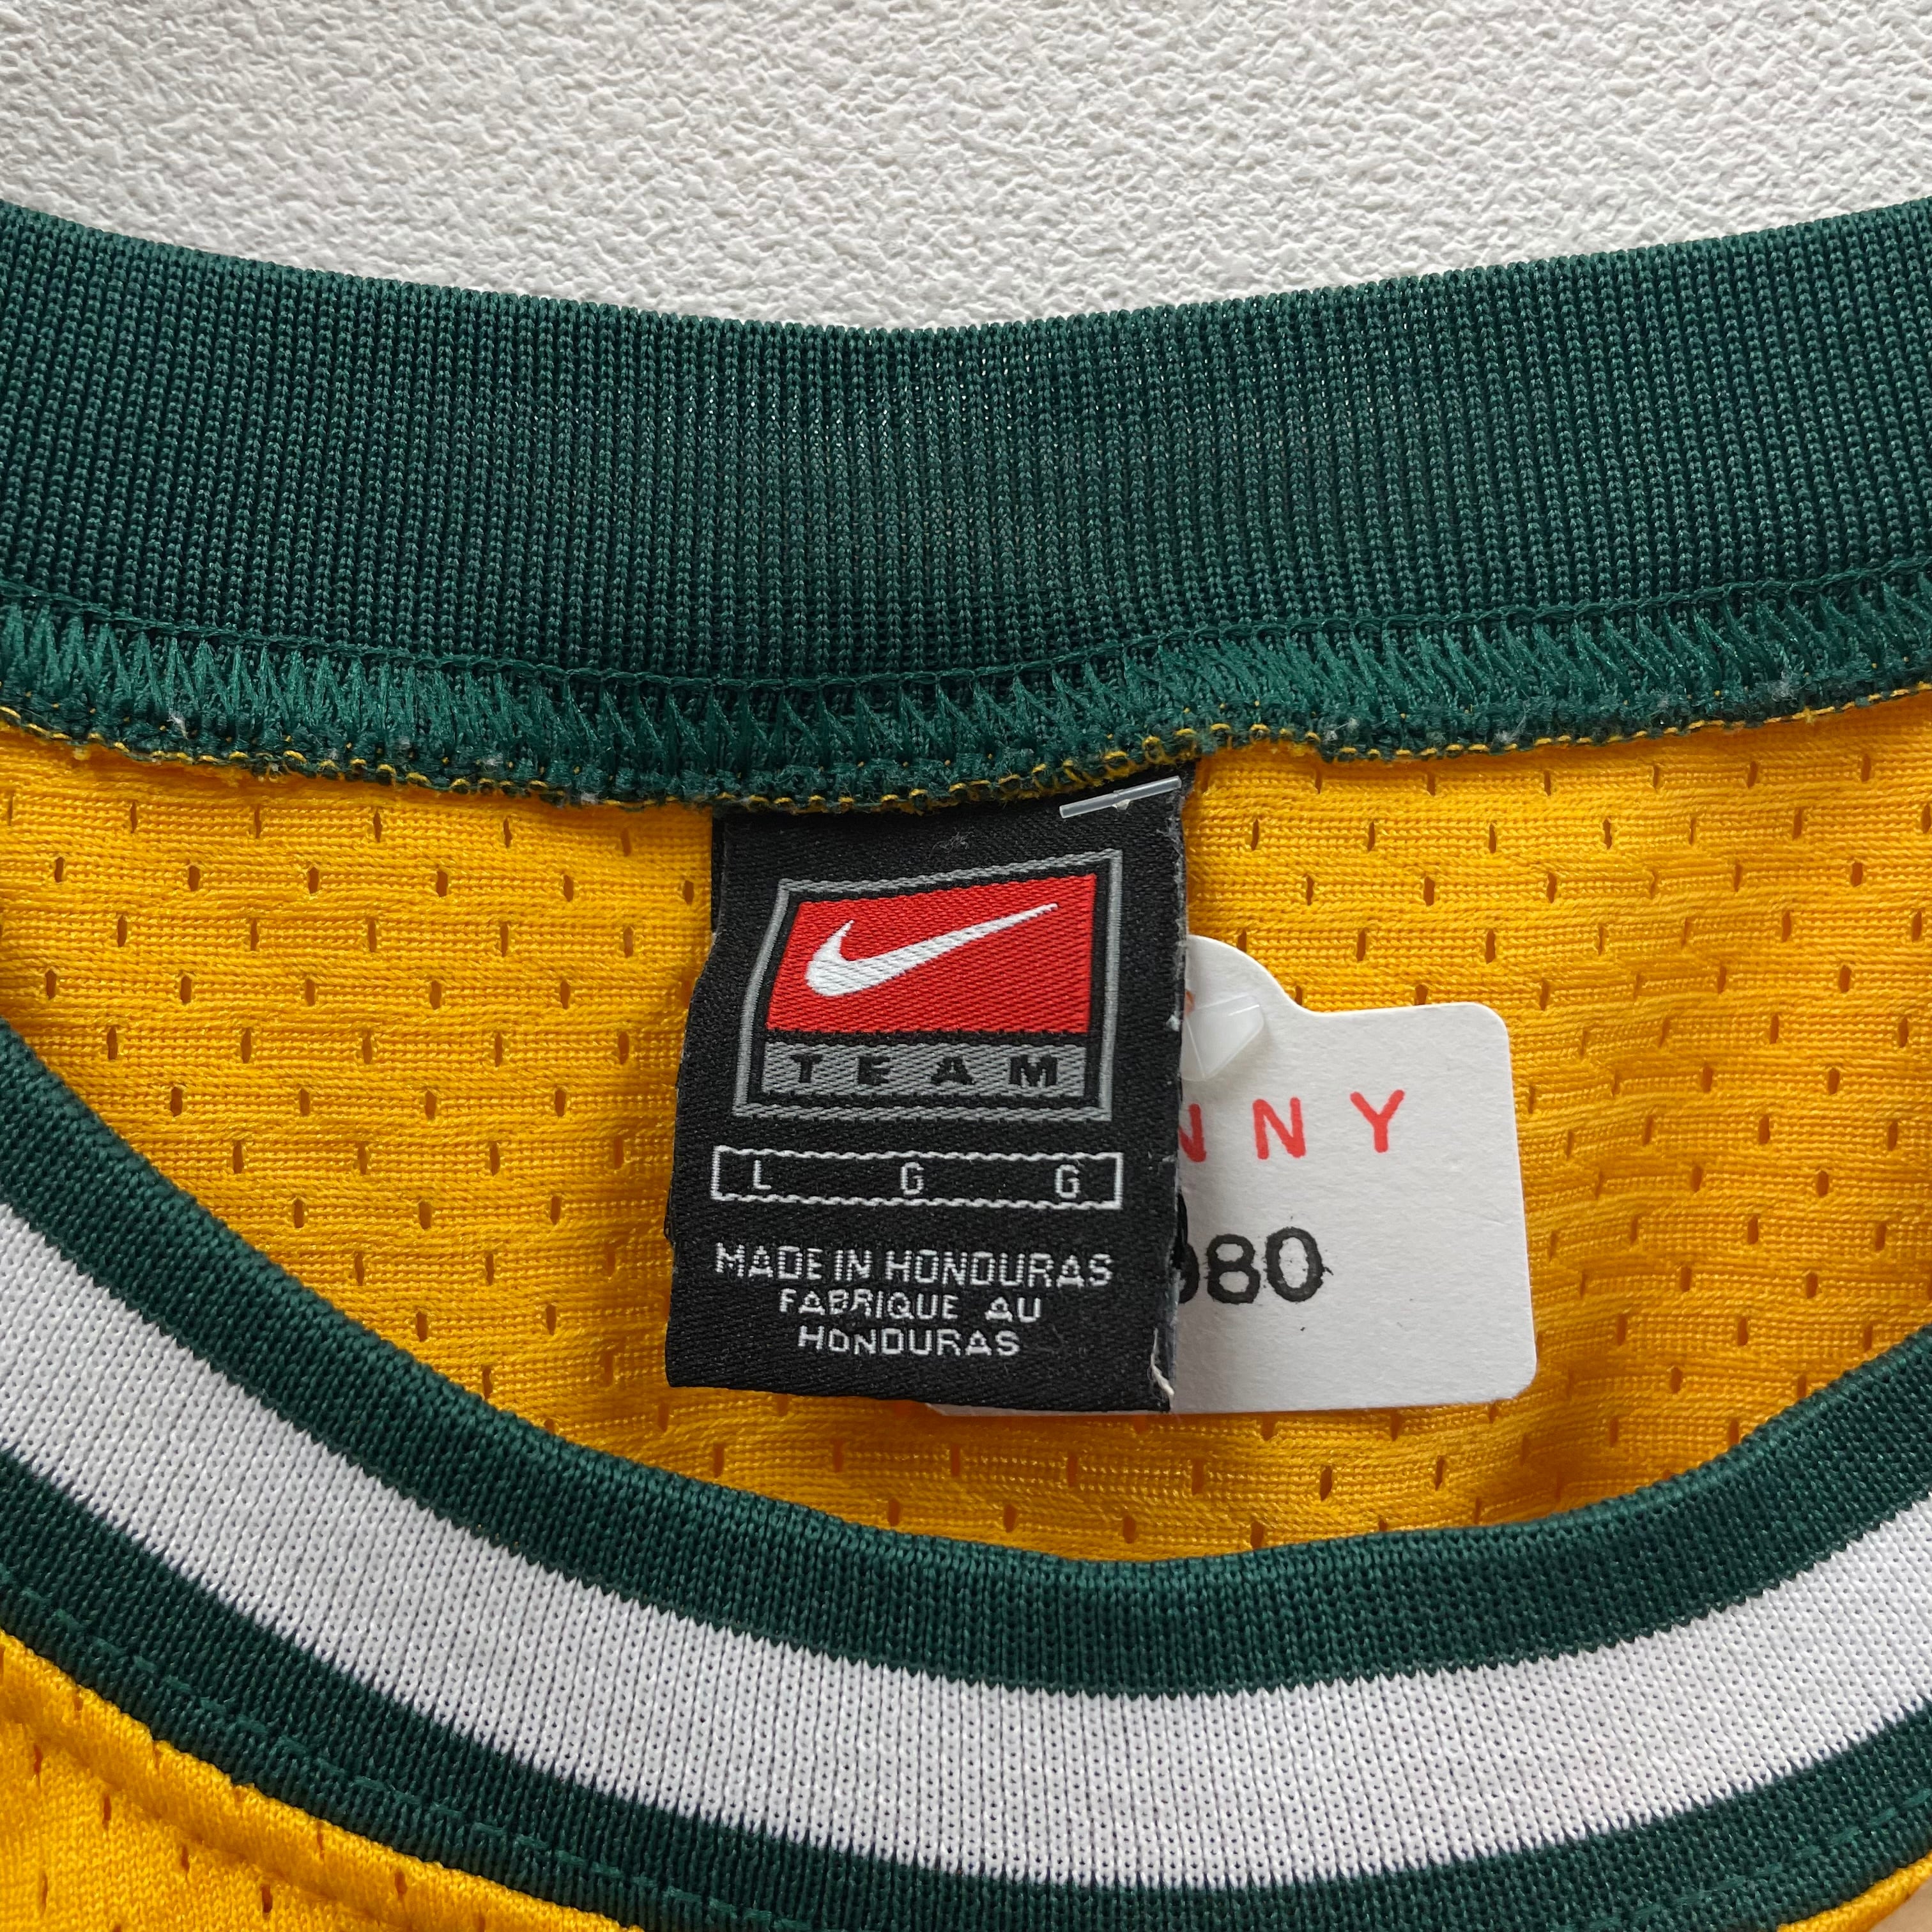 TEAM
L G G
MADE IN HONDURAS
FABRIQUE AU
HONDURAS
NNY
980